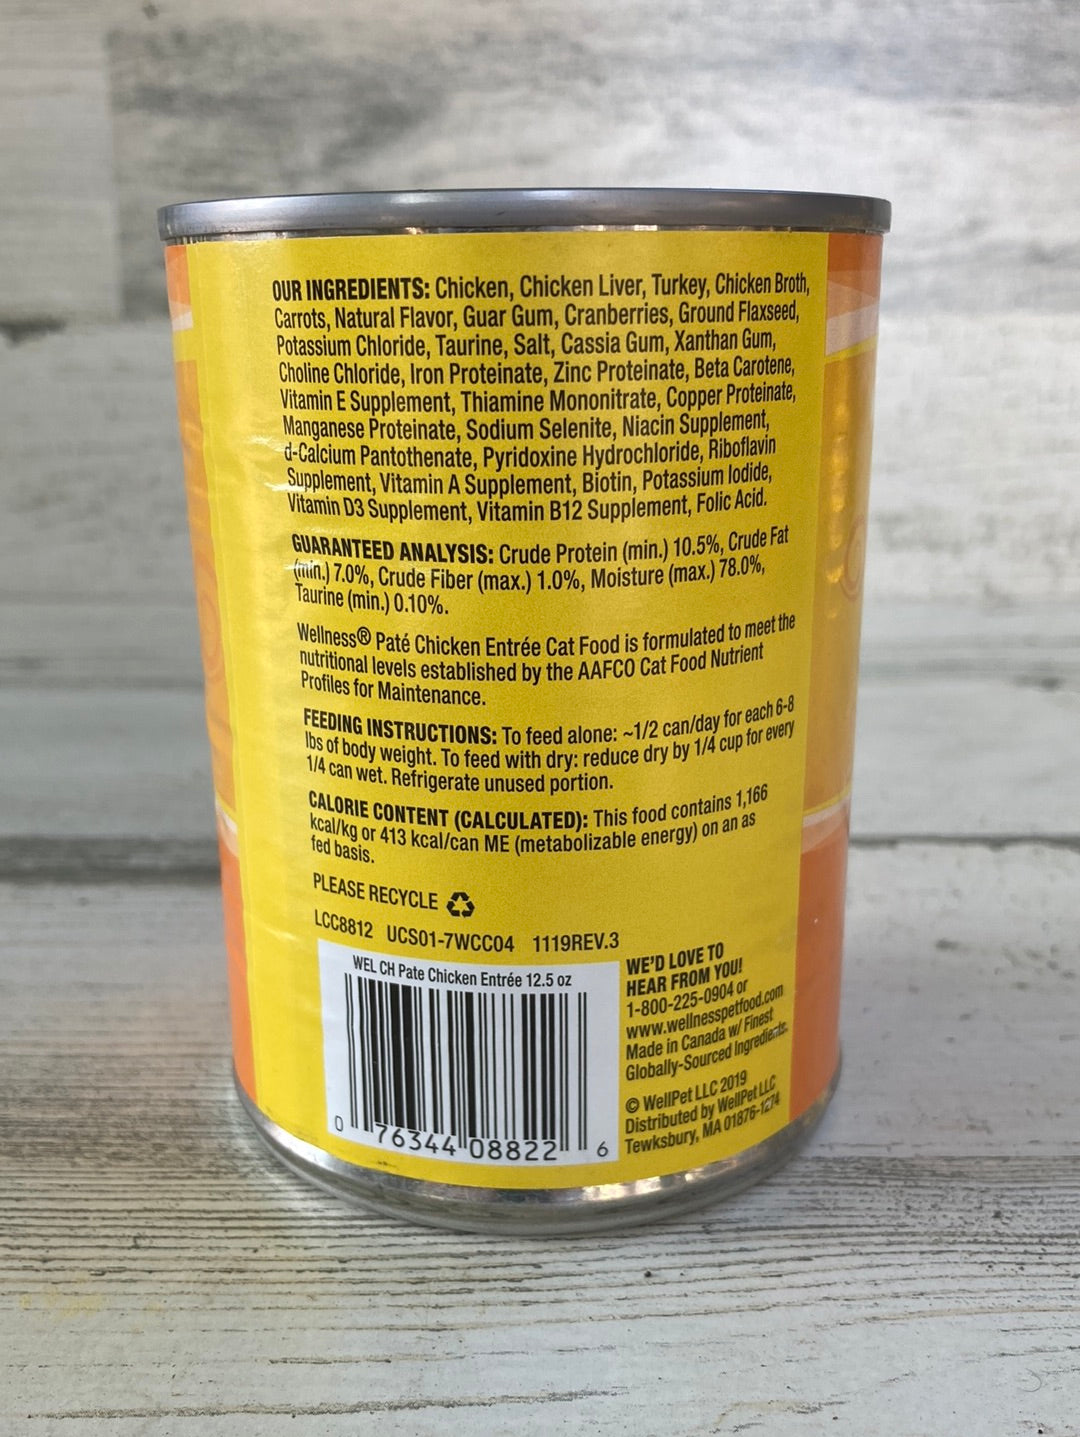 OUR INGREDIENTS: Chicken, Chicken Liver, Turkey, Chicken Broth,
Carrots, Natural Flavor, Guar Gum, Cranberries, Ground Flaxseed,
Potassium Chloride, Taurine, Salt, Cassia Gum, Xanthan Gum,
Choline Chloride, Iron Proteinate, Zinc Proteinate, Beta Carotene,
Vitamin E Supplement, Thiamine Mononitrate, Copper Proteinate,
Manganese Proteinate, Sodium Selenite, Niacin Supplement,
d-Calcium Pantothenate, Pyridoxine Hydrochloride, Riboflavin
Supplement, Vitamin A Supplement, Biotin, Potassium Iodide,
Vitamin D3 Supplement, Vitamin B12 Supplement, Folic Acid.
GUARANTEED ANALYSIS: Crude Protein (min.) 10.5%, Crude Fat
(min.) 7.0%, Crude Fiber (max.) 1.0%, Moisture (max.) 78.0%,
Taurine (min.) 0.10%.
Wellness® Paté Chicken Entrée Cat Food is formulated to meet the
nutritional levels established by the AAFCO Cat Food Nutrient
Profiles for Maintenance.
FEEDING INSTRUCTIONS: To feed alone: ~1/2 can/day for each 6-8
lbs of body weight. To feed with dry: reduce dry by 1/4 cup for every
1/4 can wet. Refrigerate unused portion.
CALORIE CONTENT (CALCULATED): This food contains 1,166
kcal/kg or 413 kcal/can ME (metabolizable energy) on an as
fed basis.
PLEASE RECYCLE
LCC8812 UCS01-7WCC04 1119REV.3
WEL CH Pate Chicken Entrée 12.5 oz
0 76344 08822 6
WE'D LOVE TO
HEAR FROM YOU!
1-800-225-0904 or
www.wellnesspetfood.com
Made in Canada w/ Finest
Globally-Sourced Ingredients.
© WellPet LLC 2019
Distributed by WellPet LLC
Tewksbury, MA 01876-1274